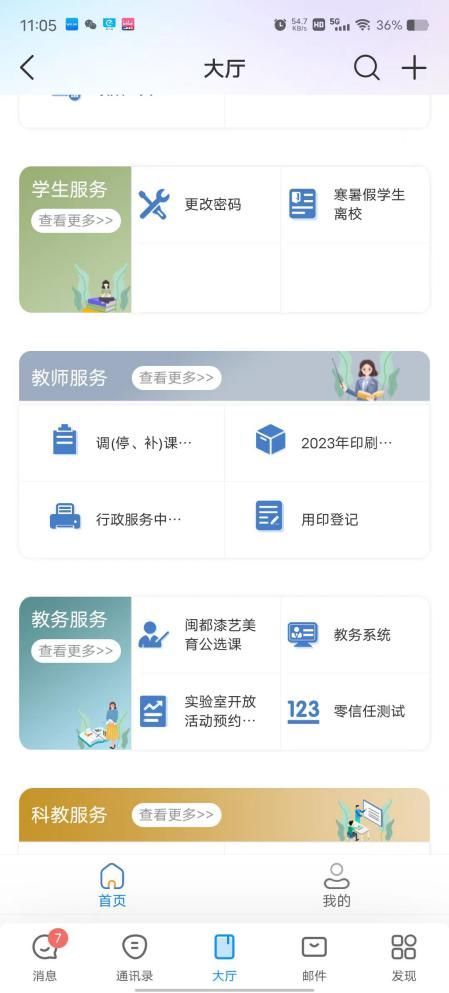 11:05
54.7 KB/s
HD
5G
36%
大厅
学生服务
查看更多>>
更改密码
寒暑假学生
离校
教师服务
查看更多>>
调(停、补)课…
2023年印刷…
行政服务中…
用印登记
教务服务
查看更多>>
闽都漆艺美
育公选课
教务系统
实验室开放
活动预约…
123
零信任测试
科教服务
查看更多>>
首页
我的
7
消息
通讯录
大厅
邮件
发现